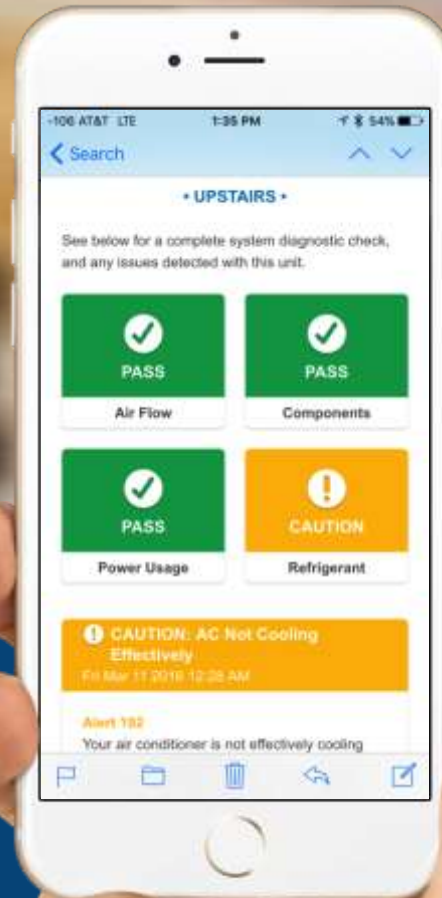 -106 AT&T LTE 1:35 PM 54%
Search
• UPSTAIRS •
See below for a complete system diagnostic check,
and any issues detected with this unit.
PASS PASS
Air Flow Components
PASS CAUTION
Power Usage Refrigerant
CAUTION: AC Not Cooling
Effectively
Fri Mar 11 2016 12:28 AM
Alert 192
Your air conditioner is not effectively cooling